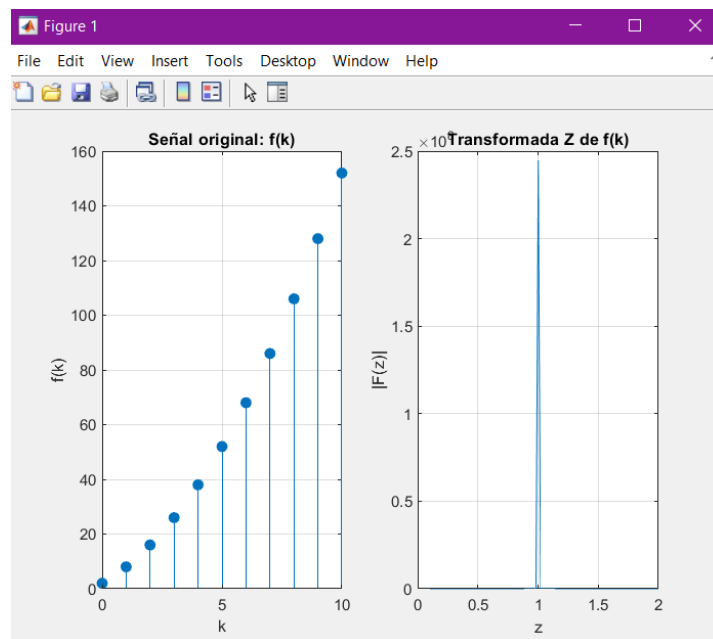 Figure 1
File Edit View Insert Tools Desktop Window Help
Señal original: f(k)
160
140
120
100
80
60
40
20
0
f(k)
0 5 10
k
Transformada Z de f(k)
2.5
2
1.5
1
0.5
0
|F(z)|
0 0.5 1 1.5 2
z